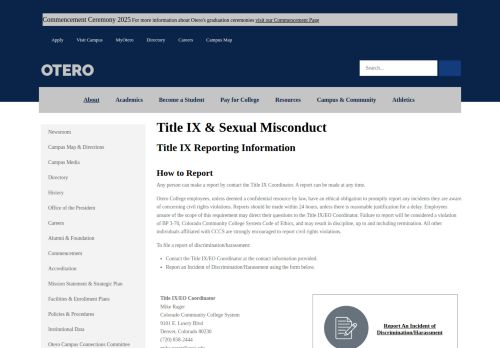 Commencement Ceremony 2025 For more information about Otero's graduation ceremonies visit our Commencement Page
Apply Visit Campus MyOtero Directory Careers Campus Map
OTERO
Search...
About Academics Become a Student Pay for College Resources Campus & Community Athletics
Newsroom
Campus Map & Directions
Campus Media
Directory
History
Office of the President
Careers
Alumni & Foundation
Commencement
Accreditation
Mission Statement & Strategic Plan
Facilities & Enrollment Plans
Policies & Procedures
Institutional Data
Otero Campus Connections Committee
Title IX & Sexual Misconduct
Title IX Reporting Information
How to Report
Any person can make a report by contact the Title IX Coordinator. A report can be made at any time.
Otero College employees, unless deemed a confidential resource by law, have an ethical obligation to promptly report any incidents they are aware
of concerning civil rights violations. Reports should be made within 24 hours, unless there is reasonable justification for a delay. Employees
unsure of the scope of this requirement may direct their questions to the Title IX/EO Coordinator. Failure to report will be considered a violation
of BP 3-70, Colorado Community College System Code of Ethics, and may result in discipline, up to and including termination. All other
individuals affiliated with CCCS are strongly encouraged to report civil rights violations.
To file a report of discrimination/harassment:
Contact the Title IX/EO Coordinator at the contact information provided.
Report an Incident of Discrimination/Harassment using the form below.
Title IX/EO Coordinator
Mike Ruger
Colorado Community College System
9101 E. Lowry Blvd
Denver, Colorado 80230
(720) 858-2444
Report An Incident of
Discrimination/Harassment